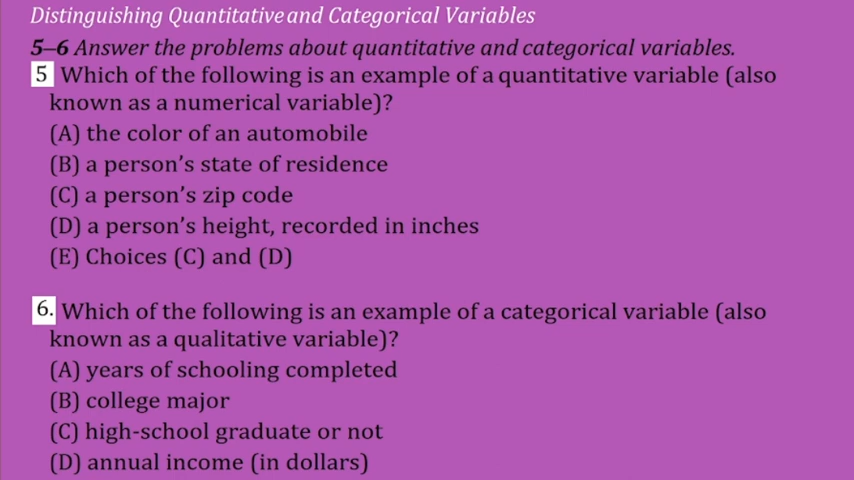 Distinguishing Quantitative and Categorical Variables
5–6 Answer the problems about quantitative and categorical variables.
5 Which of the following is an example of a quantitative variable (also
known as a numerical variable)?
(A) the color of an automobile
(B) a person’s state of residence
(C) a person’s zip code
(D) a person’s height, recorded in inches
(E) Choices (C) and (D)
6. Which of the following is an example of a categorical variable (also
known as a qualitative variable)?
(A) years of schooling completed
(B) college major
(C) high-school graduate or not
(D) annual income (in dollars)